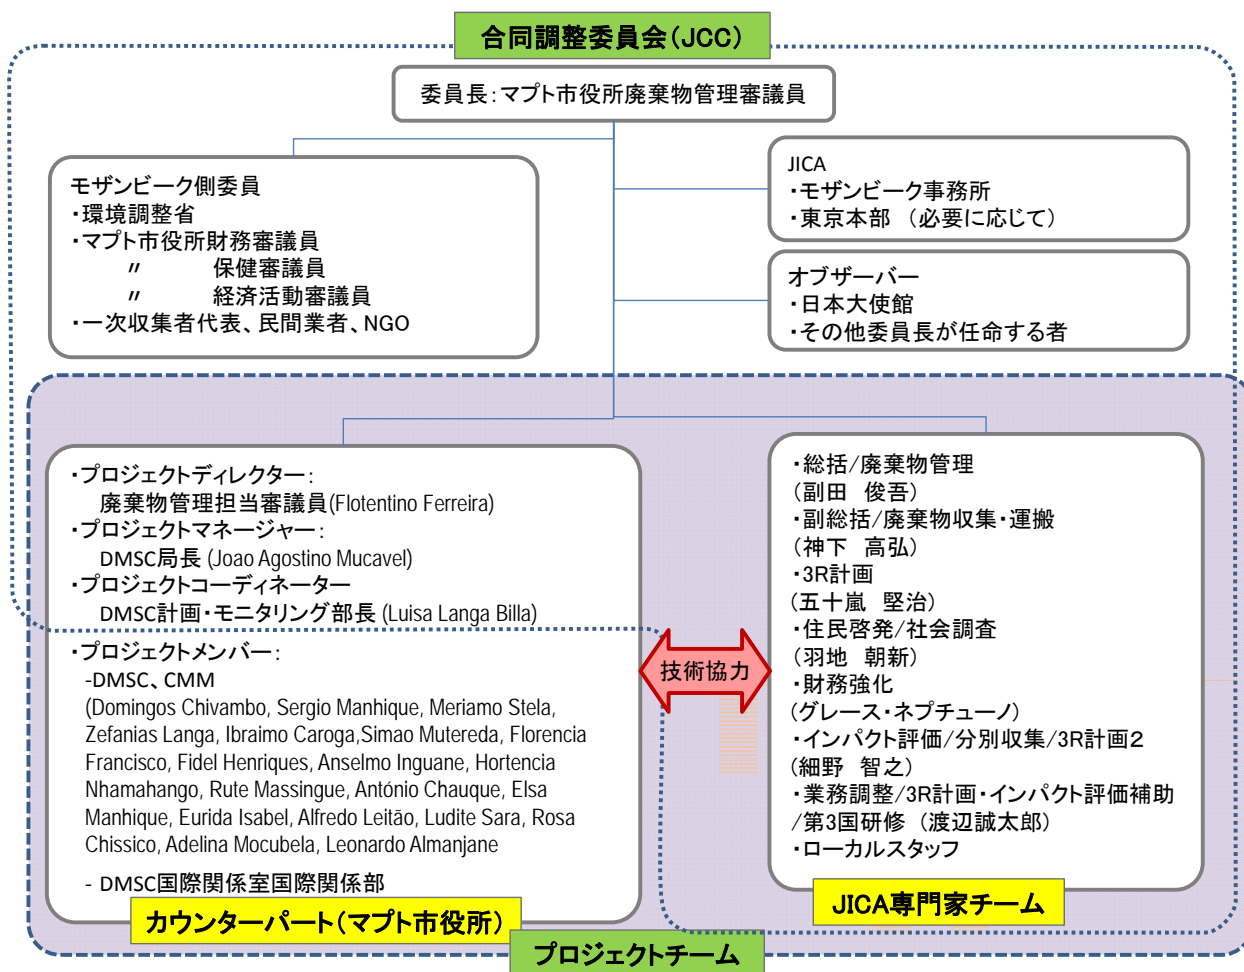 合同調整委員会(JCC)
委員長:マプト市役所廃棄物管理審議員
モザンビーク側委員
・環境調整省
・マプト市役所財務審議員
〃 保健審議員
〃 経済活動審議員
・一次収集者代表、民間業者、NGO
JICA
・モザンビーク事務所
・東京本部 (必要に応じて)
オブザーバー
・日本大使館
・その他委員長が任命する者
・プロジェクトディレクター:
廃棄物管理担当審議員(Flotentino Ferreira)
・プロジェクトマネージャー:
DMSC局長 (Joao Agostino Mucavel)
・プロジェクトコーディネーター
DMSC計画・モニタリング部長 (Luisa Langa Billa)
・プロジェクトメンバー:
-DMSC、CMM
(Domingos Chivambo, Sergio Manhique, Meriamo Stela,
Zefanias Langa, Ibraimo Caroga,Simao Mutereda, Florencia
Francisco, Fidel Henriques, Anselmo Inguane, Hortencia
Nhamahango, Rute Massingue, António Chauque, Elsa
Manhique, Eurida Isabel, Alfredo Leitão, Ludite Sara, Rosa
Chissico, Adelina Mocubela, Leonardo Almanjane
- DMSC国際関係室国際関係部
カウンターパート(マプト市役所)
技術協力
・総括/廃棄物管理
(副田 俊吾)
・副総括/廃棄物収集・運搬
(神下 高弘)
・3R計画
(五十嵐 堅治)
・住民啓発/社会調査
(羽地 朝新)
・財務強化
(グレース・ネプチューノ)
・インパクト評価/分別収集/3R計画2
(細野 智之)
・業務調整/3R計画・インパクト評価補助
/第3国研修 (渡辺誠太郎)
・ローカルスタッフ
JICA専門家チーム
プロジェクトチーム